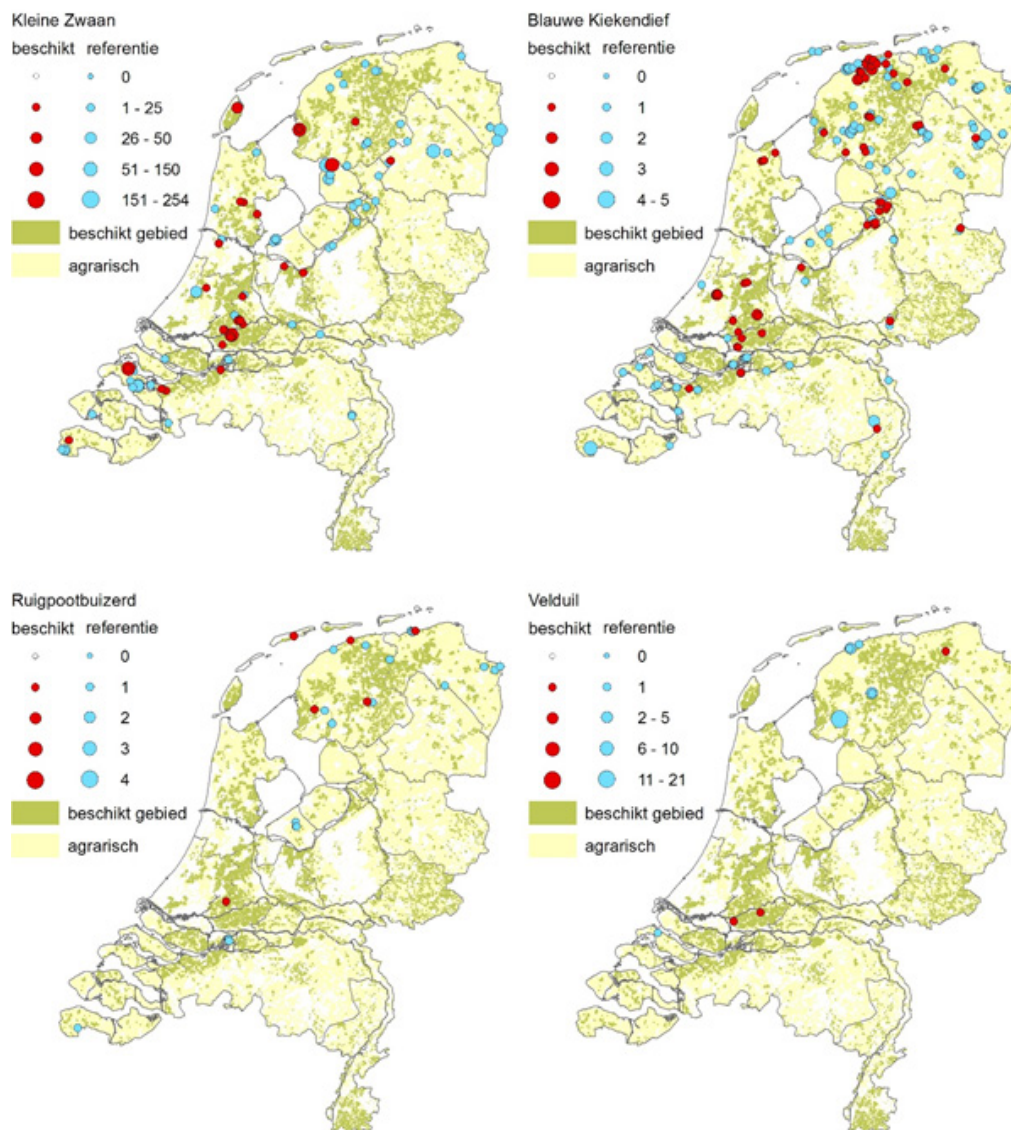 Kleine Zwaan
beschikt referentie
0
1 - 25
26 - 50
51 - 150
151 - 254
beschikt gebied
agrarisch
Blauwe Kiekendief
beschikt referentie
0
1
2
3
4 - 5
beschikt gebied
agrarisch
Ruigpootbuizerd
beschikt referentie
0
1
2
3
4
beschikt gebied
agrarisch
Velduil
beschikt referentie
0
1
2 - 5
6 - 10
11 - 21
beschikt gebied
agrarisch